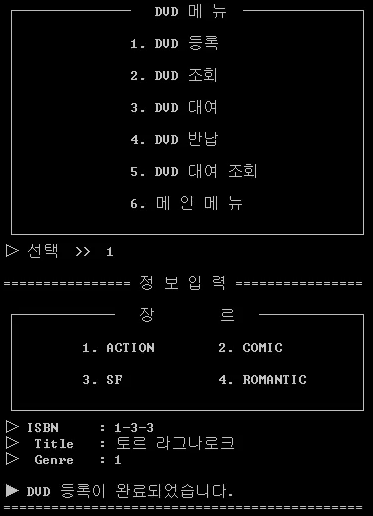 DVD 메 뉴
1. DVD 등록
2. DVD 조회
3. DVD 대여
4. DVD 반납
5. DVD 대여 조회
6. 메 인 메 뉴
▷ 선택 >> 1
================ 정 보 입 력 ================
장 르
1. ACTION 2. COMIC
3. SF 4. ROMANTIC
▷ ISBN : 1-3-3
▷ Title : 토르 라그나로크
▷ Genre : 1
▶ DVD 등록이 완료되었습니다.
=============================================